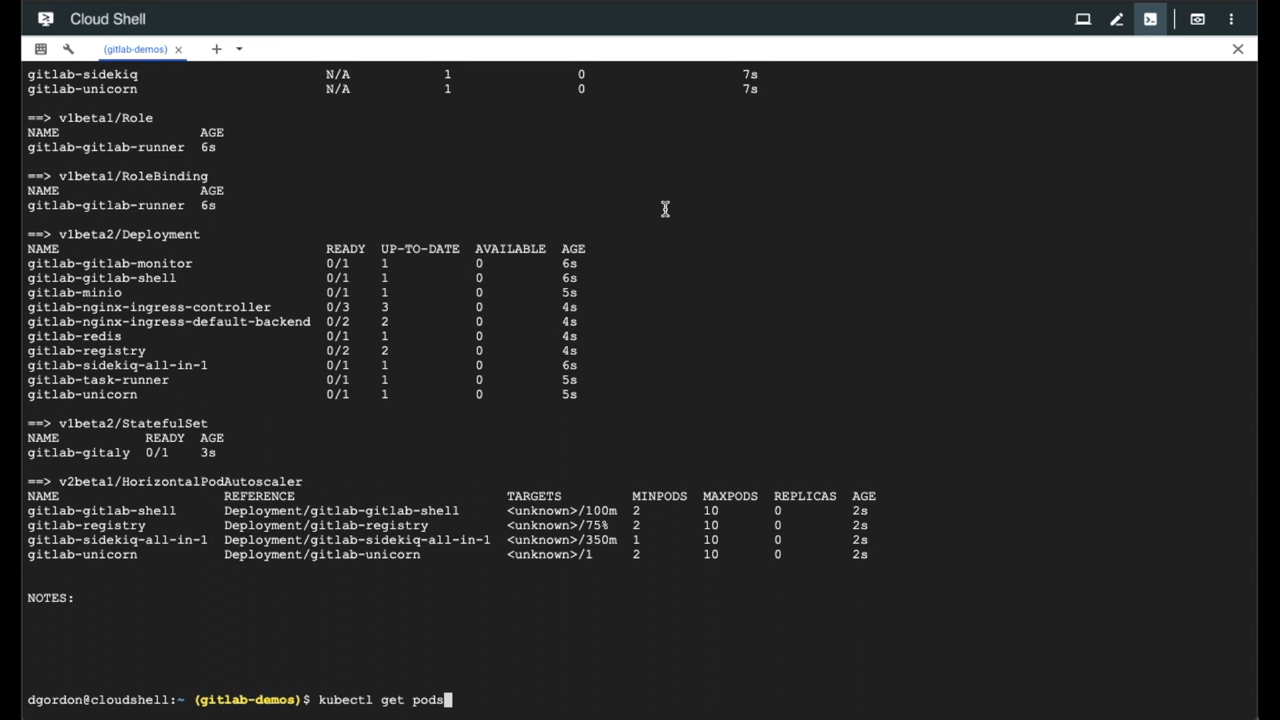 Cloud Shell
(gitlab-demos)
gitlab-sidekiq N/A 1 0 7s
gitlab-unicorn N/A 1 0 7s
==> v1beta1/Role
NAME AGE
gitlab-gitlab-runner 6s
==> v1beta1/RoleBinding
NAME AGE
gitlab-gitlab-runner 6s
==> v1beta2/Deployment
NAME READY UP-TO-DATE AVAILABLE AGE
gitlab-gitlab-monitor 0/1 1 0 6s
gitlab-gitlab-shell 0/1 1 0 6s
gitlab-minio 0/1 1 0 5s
gitlab-nginx-ingress-controller 0/3 3 0 4s
gitlab-nginx-ingress-default-backend 0/2 2 0 4s
gitlab-redis 0/1 1 0 4s
gitlab-registry 0/2 2 0 4s
gitlab-sidekiq-all-in-1 0/1 1 0 6s
gitlab-task-runner 0/1 1 0 5s
gitlab-unicorn 0/1 1 0 5s
==> v1beta2/StatefulSet
NAME READY AGE
gitlab-gitaly 0/1 3s
==> v2beta1/HorizontalPodAutoscaler
NAME REFERENCE TARGETS MINPODS MAXPODS REPLICAS AGE
gitlab-gitlab-shell Deployment/gitlab-gitlab-shell <unknown>/100m 2 10 0 2s
gitlab-registry Deployment/gitlab-registry <unknown>/75% 2 10 0 2s
gitlab-sidekiq-all-in-1 Deployment/gitlab-sidekiq-all-in-1 <unknown>/350m 1 10 0 2s
gitlab-unicorn Deployment/gitlab-unicorn <unknown>/1 2 10 0 2s
NOTES:
dgordon@cloudshell:~ (gitlab-demos)$ kubectl get pods